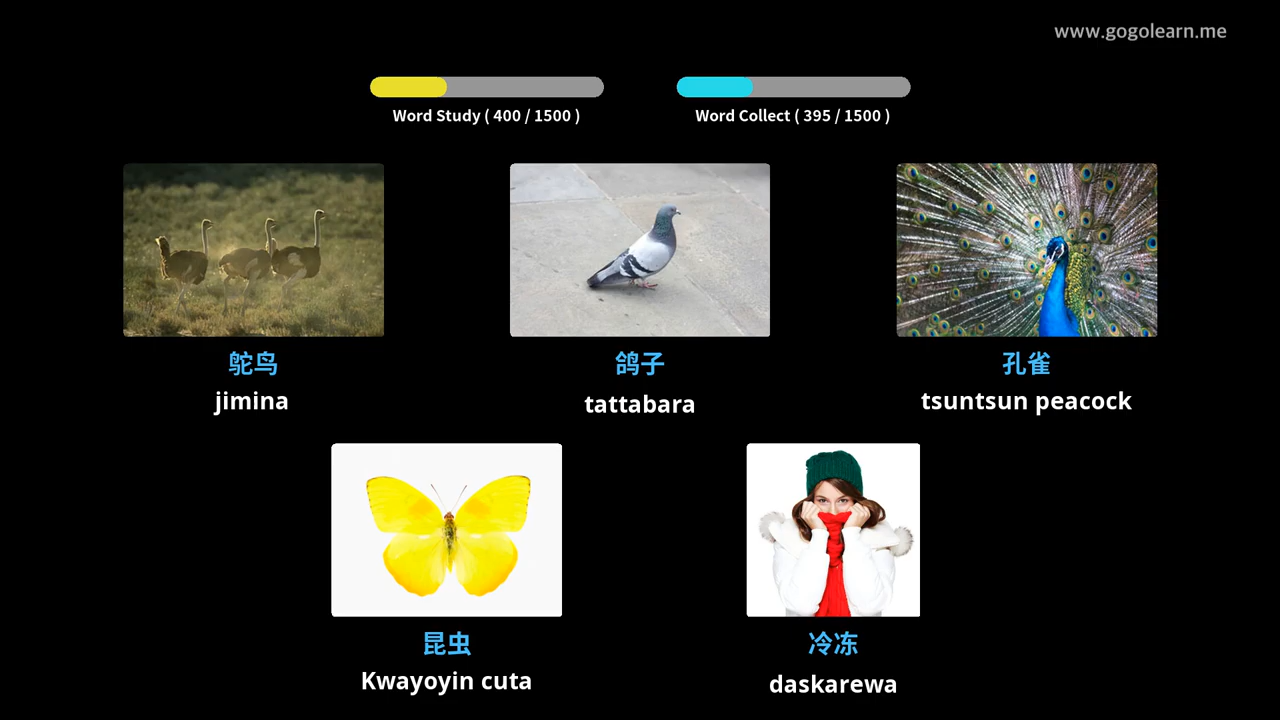 www.gogolearn.me
Word Study ( 400 / 1500 )
Word Collect ( 395 / 1500 )
鸵鸟
jimina
鸽子
tattabara
孔雀
tsuntsun peacock
昆虫
Kwayoyin cuta
冷冻
daskarewa